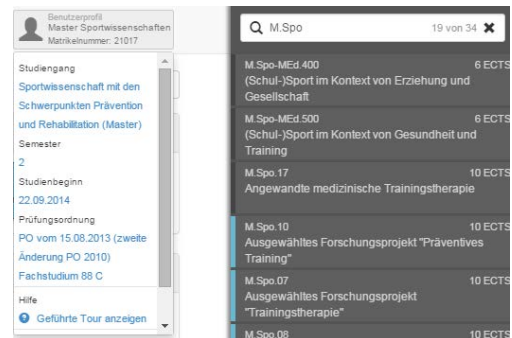 Benutzerprofil
Master Sportwissenschaften
Matrikelnummer: 21017
Studiengang
Sportwissenschaft mit den
Schwerpunkten Prävention
und Rehabilitation (Master)
Semester
2
Studienbeginn
22.09.2014
Prüfungsordnung
PO vom 15.08.2013 (zweite
Änderung PO 2010)
Fachstudium 88 C
Hilfe
Geführte Tour anzeigen
M.Spo 19 von 34
M.Spo-MEd.400 6 ECTS
(Schul-)Sport im Kontext von Erziehung und
Gesellschaft
M.Spo-MEd.500 6 ECTS
(Schul-)Sport im Kontext von Gesundheit und
Training
M.Spo.17 10 ECTS
Angewandte medizinische Trainingstherapie
M.Spo.10 10 ECTS
Ausgewähltes Forschungsprojekt "Präventives
Training"
M.Spo.07 10 ECTS
Ausgewähltes Forschungsprojekt
"Trainingstherapie"
M.Spo.08 10 ECTS